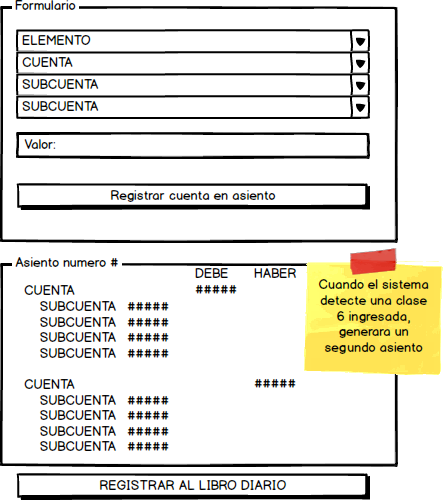 Formulario
ELEMENTO
CUENTA
SUBCUENTA
SUBCUENTA
Valor:
Registrar cuenta en asiento
Asiento numero #
DEBE HABER
CUENTA #####
SUBCUENTA #####
SUBCUENTA #####
SUBCUENTA #####
SUBCUENTA #####
CUENTA #####
SUBCUENTA #####
SUBCUENTA #####
SUBCUENTA #####
SUBCUENTA #####
Cuando el sistema
detecte una clase
6 ingresada,
generara un
segundo asiento
REGISTRAR AL LIBRO DIARIO